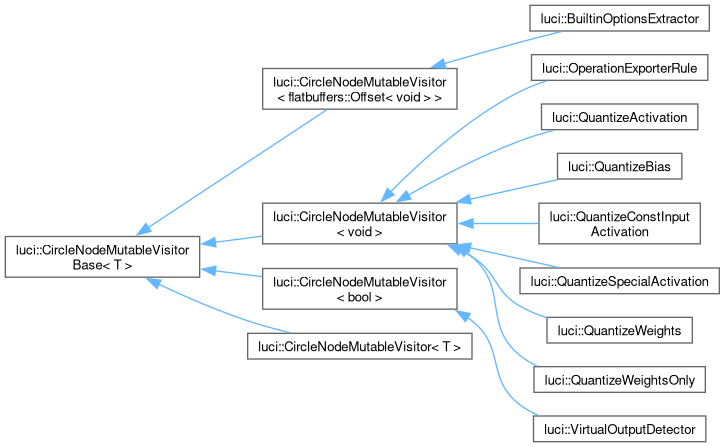 luci::BuiltinOptionsExtractor
luci::CircleNodeMutableVisitor
< flatbuffers::Offset< void > >
luci::OperationExporterRule
luci::QuantizeActivation
luci::QuantizeBias
luci::CircleNodeMutableVisitor
< void >
luci::QuantizeConstInput
Activation
luci::CircleNodeMutableVisitor
Base< T >
luci::QuantizeSpecialActivation
luci::CircleNodeMutableVisitor
< bool >
luci::QuantizeWeights
luci::CircleNodeMutableVisitor< T >
luci::QuantizeWeightsOnly
luci::VirtualOutputDetector